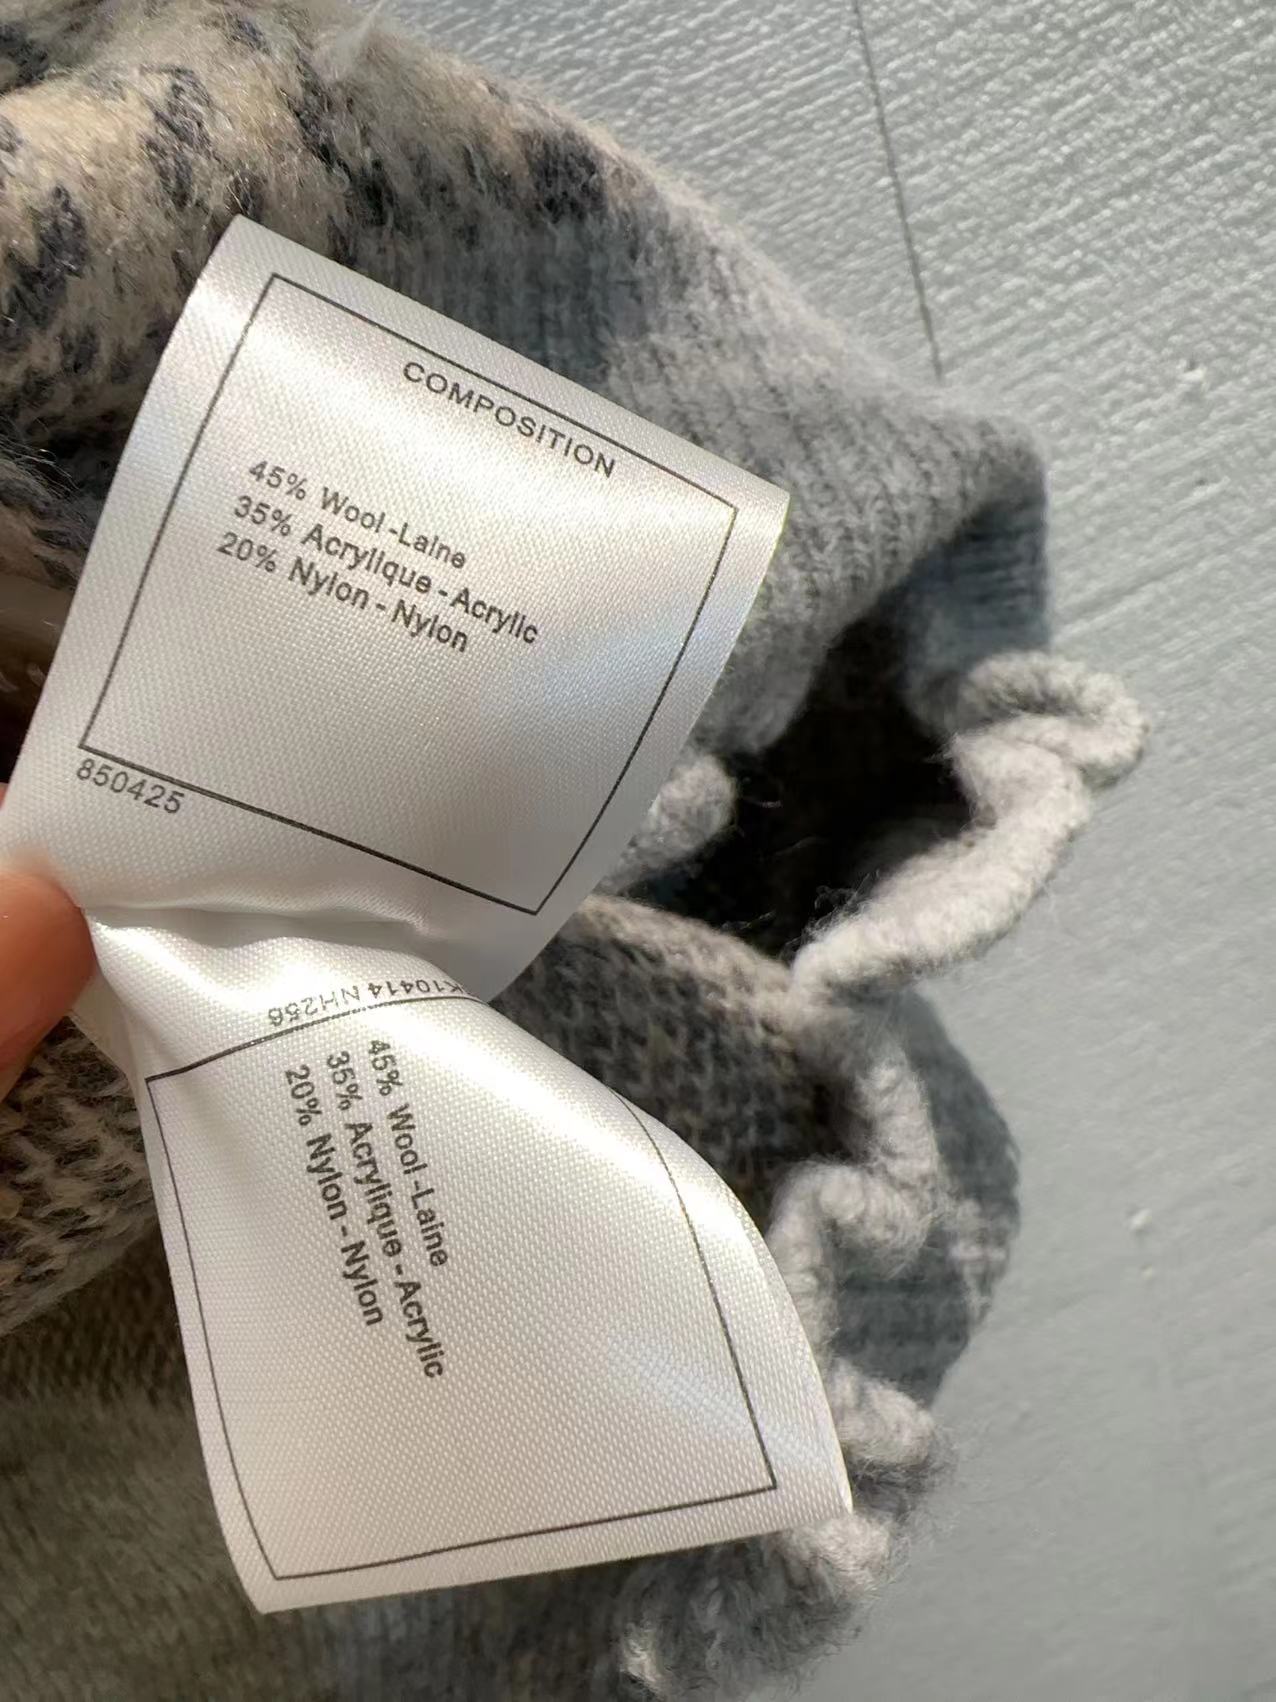 COMPOSITION
45% Wool-Laine
35% Acrylique-Acrylic
20% Nylon-Nylon
850425
K10414 NH256
45% Wool-Laine
35% Acrylique-Acrylic
20% Nylon-Nylon